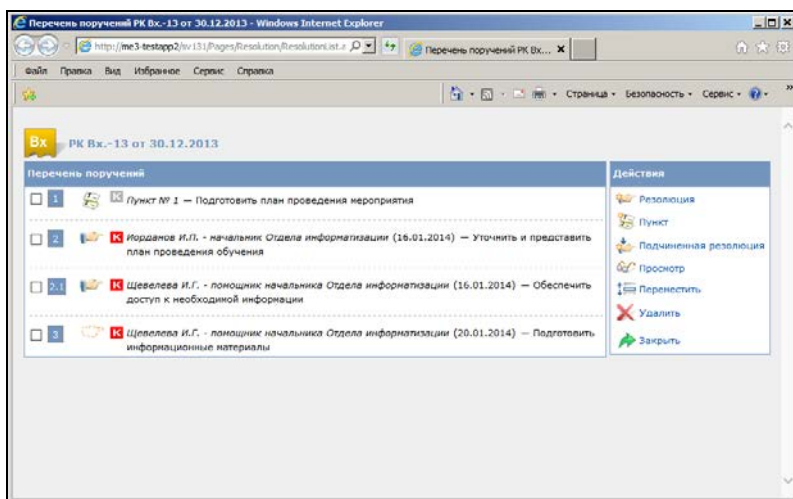 Перечень поручений РК Вх.-13 от 30.12.2013 - Windows Internet Explorer
http://me3-testapp2/sv131/Pages/Resolution/ResolutionList.a
Перечень поручений РК Вх...
Файл Правка Вид Избранное Сервис Справка
Страница Безопасность Сервис
Вх РК Вх.-13 от 30.12.2013
Перечень поручений
1 К Пункт № 1 — Подготовить план проведения мероприятия
2 К Иорданов И.П. - начальник Отдела информатизации (16.01.2014) — Уточнить и представить
план проведения обучения
2.1 К Щевелева И.Г. - помощник начальника Отдела информатизации (16.01.2014) — Обеспечить
доступ к необходимой информации
3 К Щевелева И.Г. - помощник начальника Отдела информатизации (20.01.2014) — Подготовить
информационные материалы
Действия
Резолюция
Пункт
Подчиненная резолюция
Просмотр
Переместить
Удалить
Закрыть